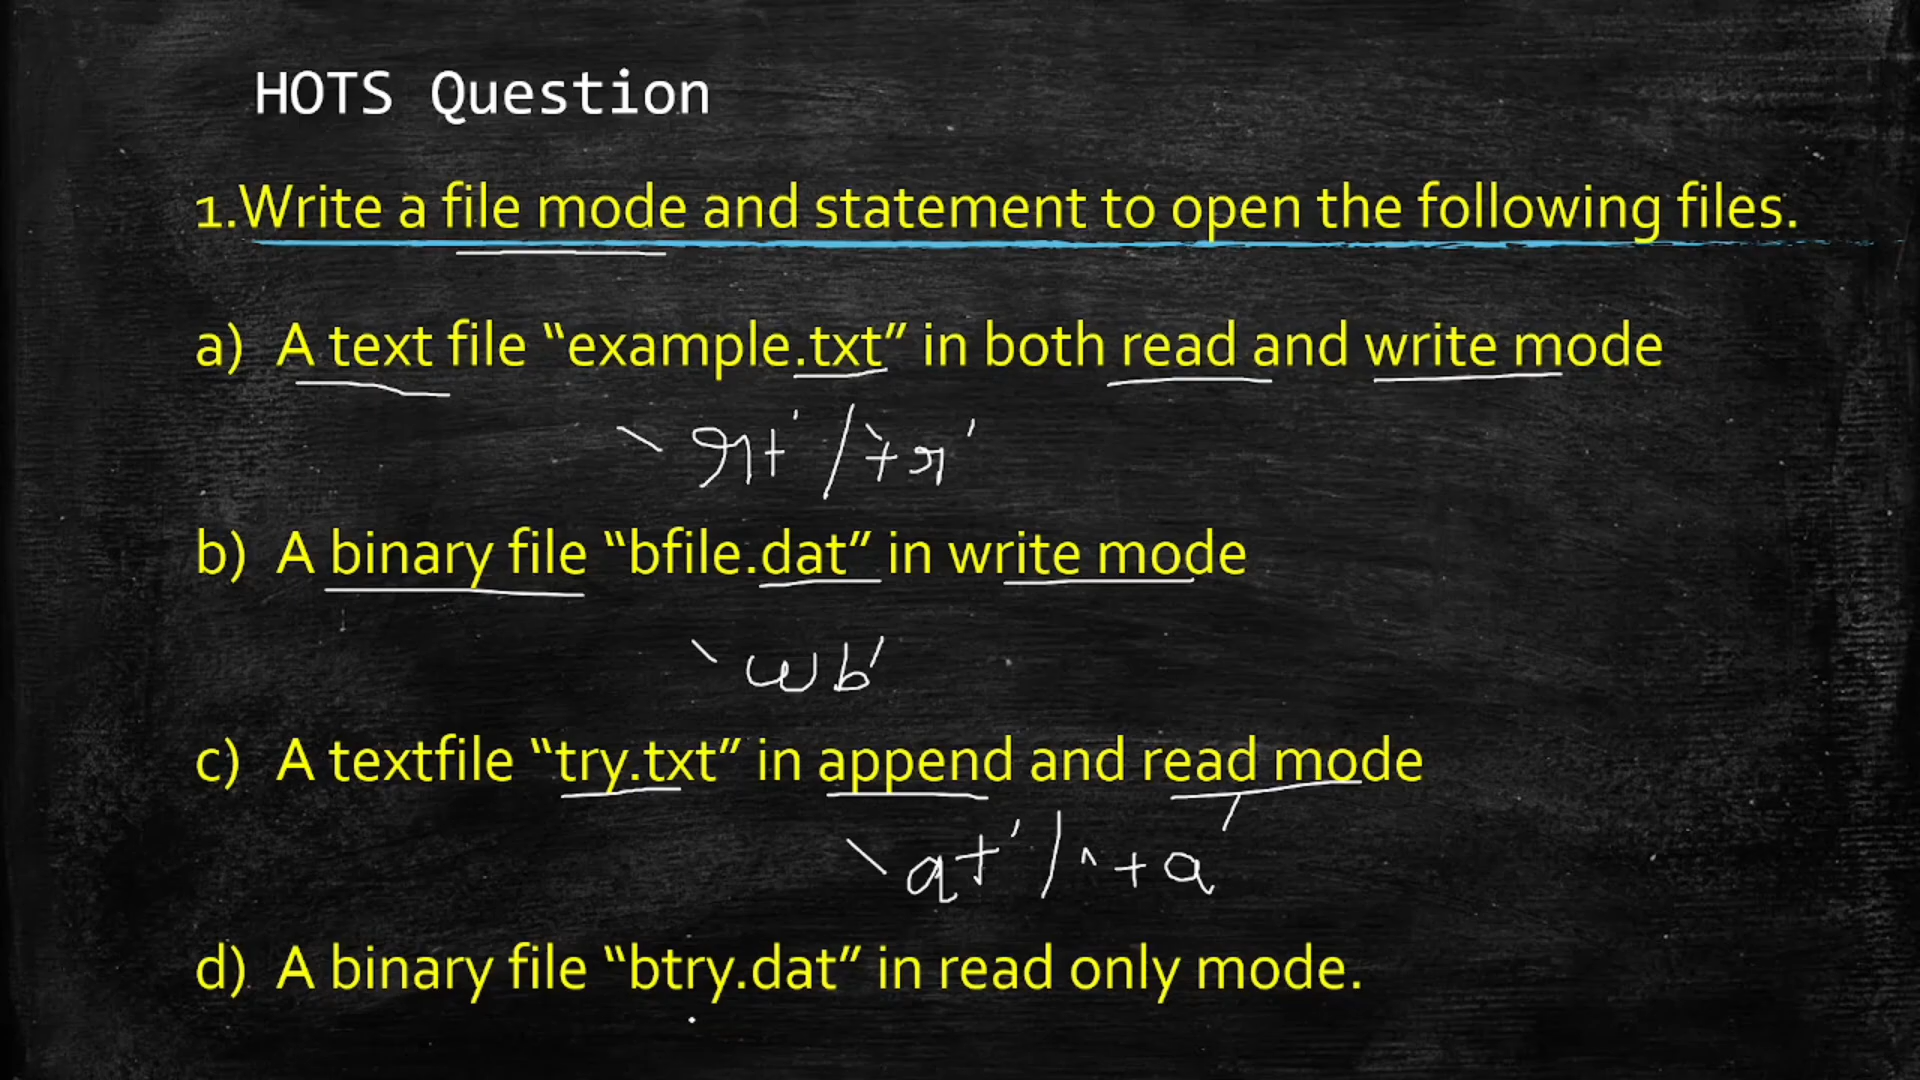 HOTS Question
1.Write a file mode and statement to open the following files.
a) A text file “example.txt” in both read and write mode
‵r+′/‵+r′
b) A binary file “bfile.dat” in write mode
‵wb′
c) A textfile “try.txt” in append and read mode
‵a+′/‵+a′
d) A binary file “btry.dat” in read only mode.